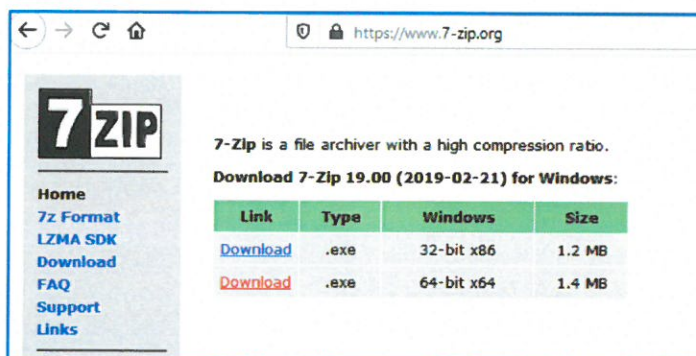 https://www.7-zip.org
7 ZIP
Home
7z Format
LZMA SDK
Download
FAQ
Support
Links
7-Zip is a file archiver with a high compression ratio.
Download 7-Zip 19.00 (2019-02-21) for Windows:
Link Type Windows Size
Download .exe 32-bit x86 1.2 MB
Download .exe 64-bit x64 1.4 MB